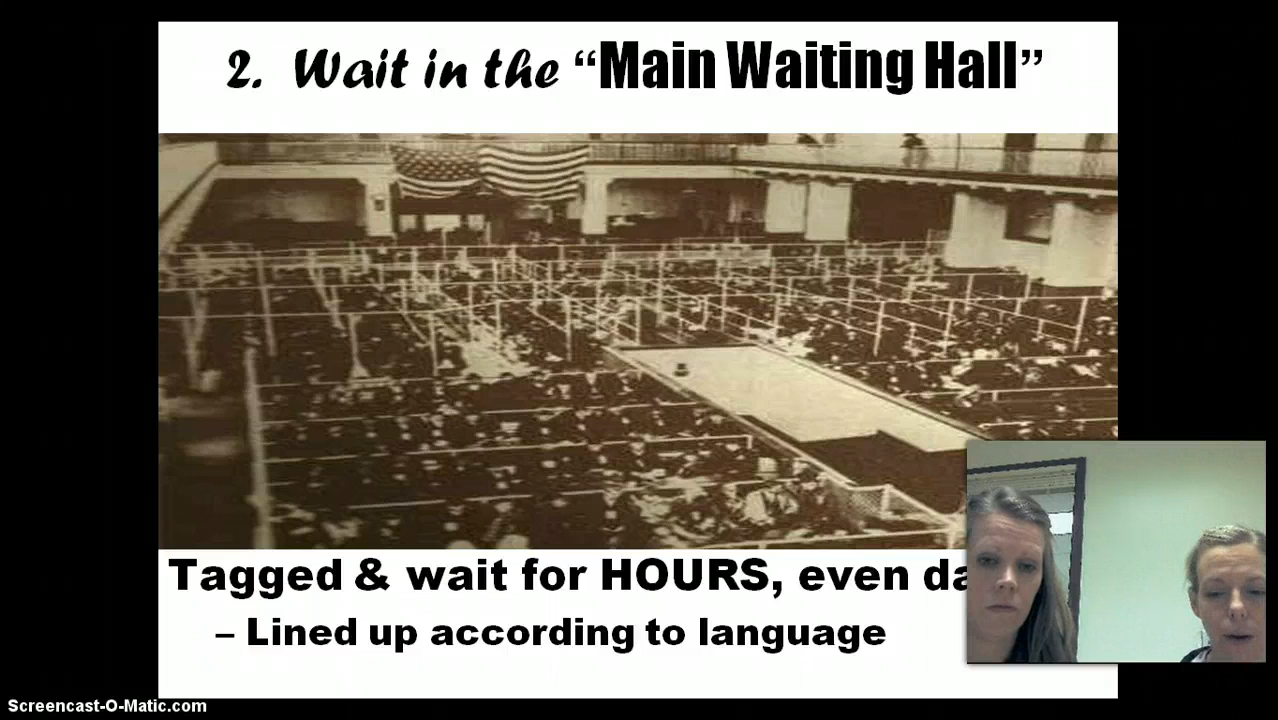 2. Wait in the “Main Waiting Hall”
Tagged & wait for HOURS, even
– Lined up according to language
Screencast-O-Matic.com